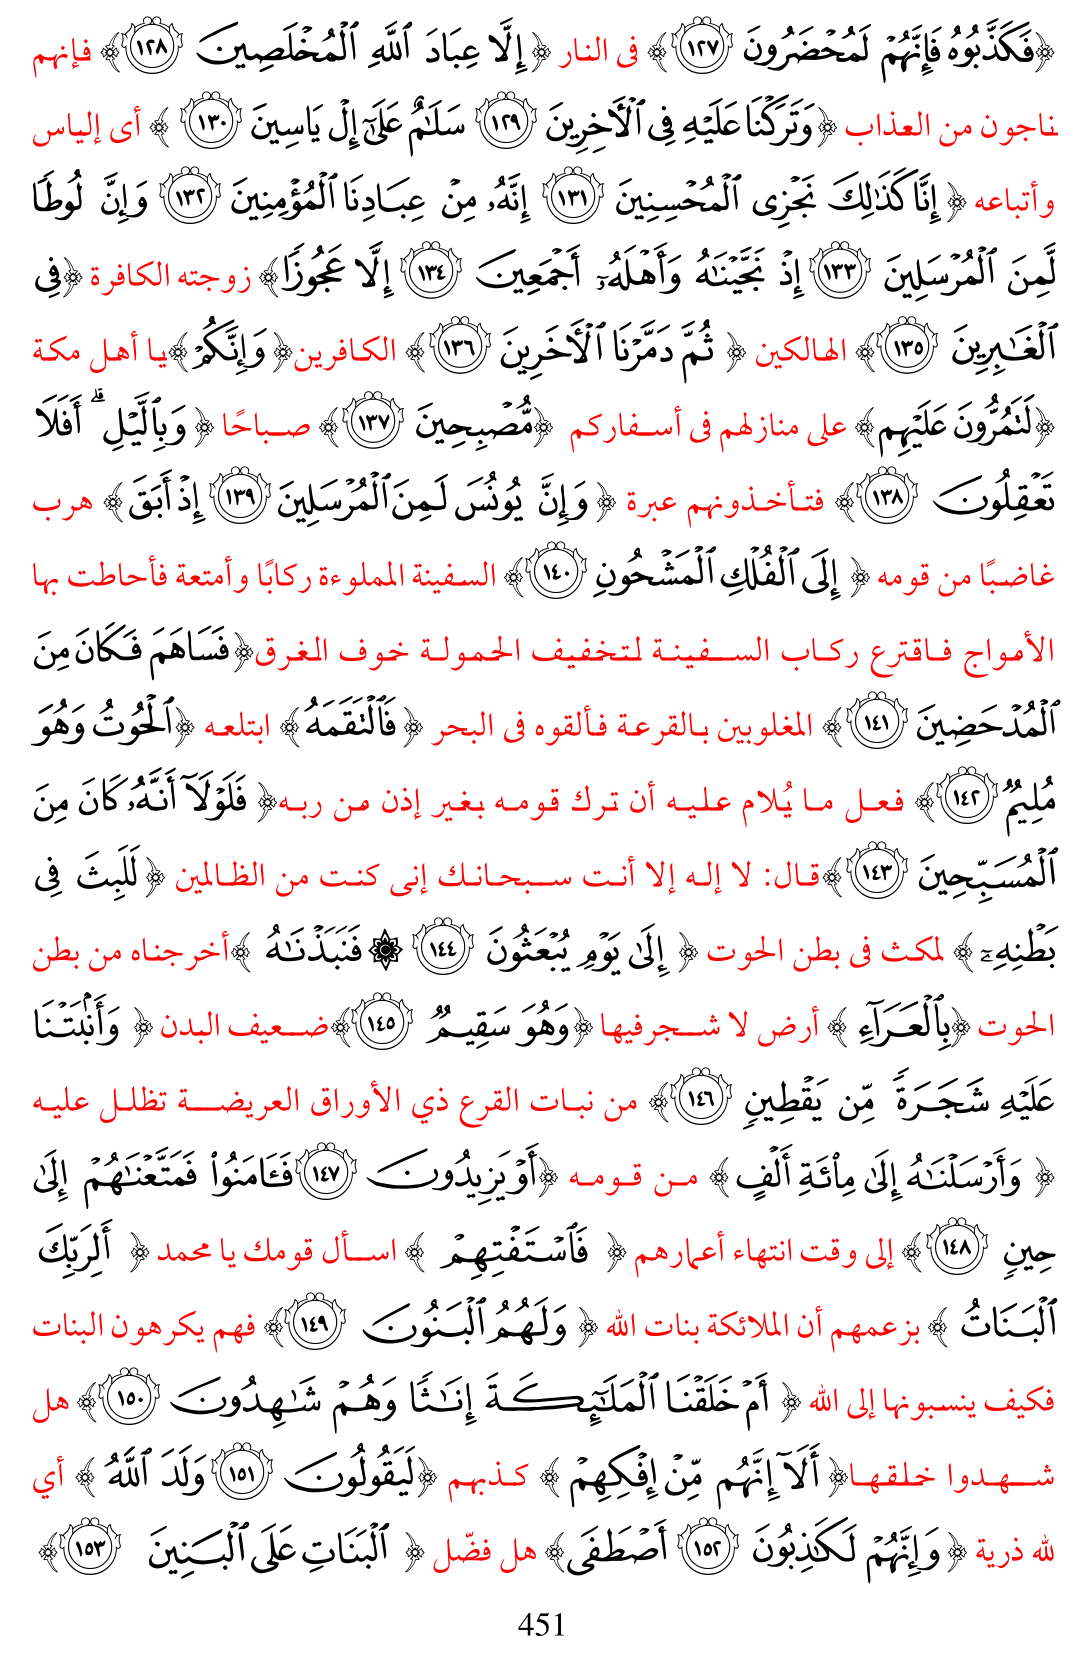 ﴿فَكَذَّبُوهُ فَإِنَّهُمۡ لَمُحۡضَرُونَ ١٢٧﴾ فى النار ﴿إِلَّا عِبَادَ ٱللَّهِ ٱلۡمُخۡلَصِينَ ١٢٨﴾ فإنهم
ناجون من العذاب ﴿وَتَرَكۡنَا عَلَيۡهِ فِي ٱلۡأٓخِرِينَ ١٢٩ سَلَٰمٌ عَلَىٰٓ إِلۡ يَاسِينَ ١٣٠ ﴾ أى إلياس
وأتباعه ﴿ إِنَّا كَذَٰلِكَ نَجۡزِي ٱلۡمُحۡسِنِينَ ١٣١ إِنَّهُۥ مِنۡ عِبَادِنَا ٱلۡمُؤۡمِنِينَ ١٣٢ وَإِنَّ لُوطٗا
لَّمِنَ ٱلۡمُرۡسَلِينَ ١٣٣ إِذۡ نَجَّيۡنَٰهُ وَأَهۡلَهُۥٓ أَجۡمَعِينَ ١٣٤ إِلَّا عَجُوزٗا﴾ زوجته الكافرة ﴿فِي
ٱلۡغَٰبِرِينَ ١٣٥﴾ الهالكين ﴿ ثُمَّ دَمَّرۡنَا ٱلۡأٓخَرِينَ ١٣٦﴾ الكافرين﴿ وَإِنَّكُمۡ﴾يا أهل مكة
﴿لَتَمُرُّونَ عَلَيۡهِم﴾ على منازلهم فى أسفاركم ﴿مُّصۡبِحِينَ ١٣٧﴾ صباحًا ﴿ وَبِٱلَّيۡلِۚ أَفَلَا
تَعۡقِلُونَ ١٣٨﴾ فتأخذونهم عبرة ﴿ وَإِنَّ يُونُسَ لَمِنَ ٱلۡمُرۡسَلِينَ ١٣٩ إِذۡ أَبَقَ﴾ هرب
غاضبًا من قومه ﴿ إِلَى ٱلۡفُلۡكِ ٱلۡمَشۡحُونِ ١٤٠﴾ السفينة المملوءة ركابًا وأمتعة فأحاطت بها
الأمواج فاقترع ركاب السفينة لتخفيف الحمولة خوف الغرق﴿ فَسَاهَمَ فَكَانَ مِنَ
ٱلۡمُدۡحَضِينَ ١٤١﴾ المغلوبين بالقرعة فألقوه فى البحر ﴿ فَٱلۡتَقَمَهُ﴾ ابتلعه ﴿ٱلۡحُوتُ وَهُوَ
مُلِيمٞ ١٤٢﴾ فعل ما يُلام عليه أن ترك قومه بغير إذن من ربه﴿ فَلَوۡلَآ أَنَّهُۥ كَانَ مِنَ
ٱلۡمُسَبِّحِينَ ١٤٣﴾قال: لا إله إلا أنت سبحانك إنى كنت من الظالمين ﴿ لَلَبِثَ فِي
بَطۡنِهِۦٓ﴾ لمكث فى بطن الحوت ﴿ إِلَىٰ يَوۡمِ يُبۡعَثُونَ ١٤٤ ۞ فَنَبَذۡنَٰهُ ﴾أخرجناه من بطن
الحوت ﴿بِٱلۡعَرَآءِ ﴾ أرض لا شجرفيها ﴿وَهُوَ سَقِيمٞ ١٤٥﴾ضعيف البدن ﴿ وَأَنۢبَتۡنَا
عَلَيۡهِ شَجَرَةٗ مِّن يَقۡطِينٖ ١٤٦﴾ من نبات القرع ذي الأوراق العريضة تظلل عليه
﴿ وَأَرۡسَلۡنَٰهُ إِلَىٰ مِاْئَةِ أَلۡفٍ﴾ من قومه ﴿أَوۡ يَزِيدُونَ ١٤٧ فَـَٔامَنُواْ فَمَتَّعۡنَٰهُمۡ إِلَىٰ
حِينٖ ١٤٨﴾ إلى وقت انتهاء أعمارهم ﴿ فَٱسۡتَفۡتِهِمۡ ﴾ اسأل قومك يا محمد ﴿ أَلِرَبِّكَ
ٱلۡبَنَاتُ ﴾ بزعمهم أن الملائكة بنات الله ﴿ وَلَهُمُ ٱلۡبَنُونَ ١٤٩﴾ فهم يكرهون البنات
فكيف ينسبونها إلى الله ﴿ أَمۡ خَلَقۡنَا ٱلۡمَلَٰٓئِكَةَ إِنَٰثٗا وَهُمۡ شَٰهِدُونَ ١٥٠﴾ هل
شهدوا خلقها﴿ أَلَآ إِنَّهُم مِّنۡ إِفۡكِهِمۡ ﴾ كذبهم ﴿لَيَقُولُونَ ١٥١ وَلَدَ ٱللَّهُ ﴾ أي
لله ذرية ﴿ وَإِنَّهُمۡ لَكَٰذِبُونَ ١٥٢ أَصۡطَفَى﴾ هل فضّل ﴿ ٱلۡبَنَاتِ عَلَى ٱلۡبَنِينَ ١٥٣﴾
451